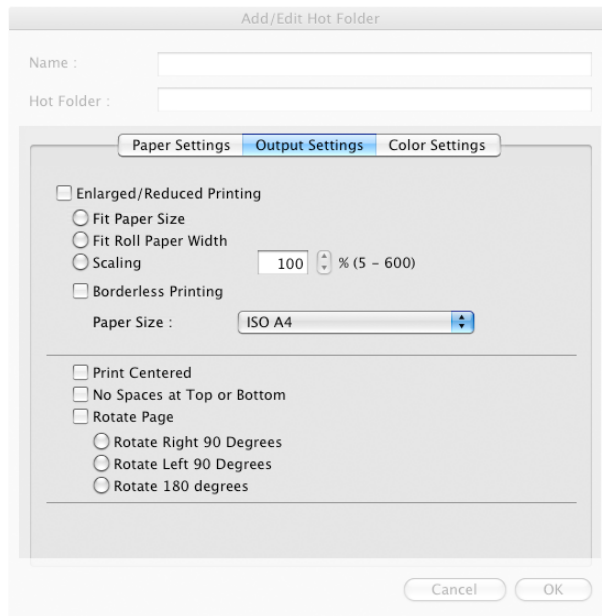 Add/Edit Hot Folder
Name :
Hot Folder :
Paper Settings Output Settings Color Settings
Enlarged/Reduced Printing
Fit Paper Size
Fit Roll Paper Width
Scaling 100 % (5 – 600)
Borderless Printing
Paper Size : ISO A4
Print Centered
No Spaces at Top or Bottom
Rotate Page
Rotate Right 90 Degrees
Rotate Left 90 Degrees
Rotate 180 degrees
Cancel OK